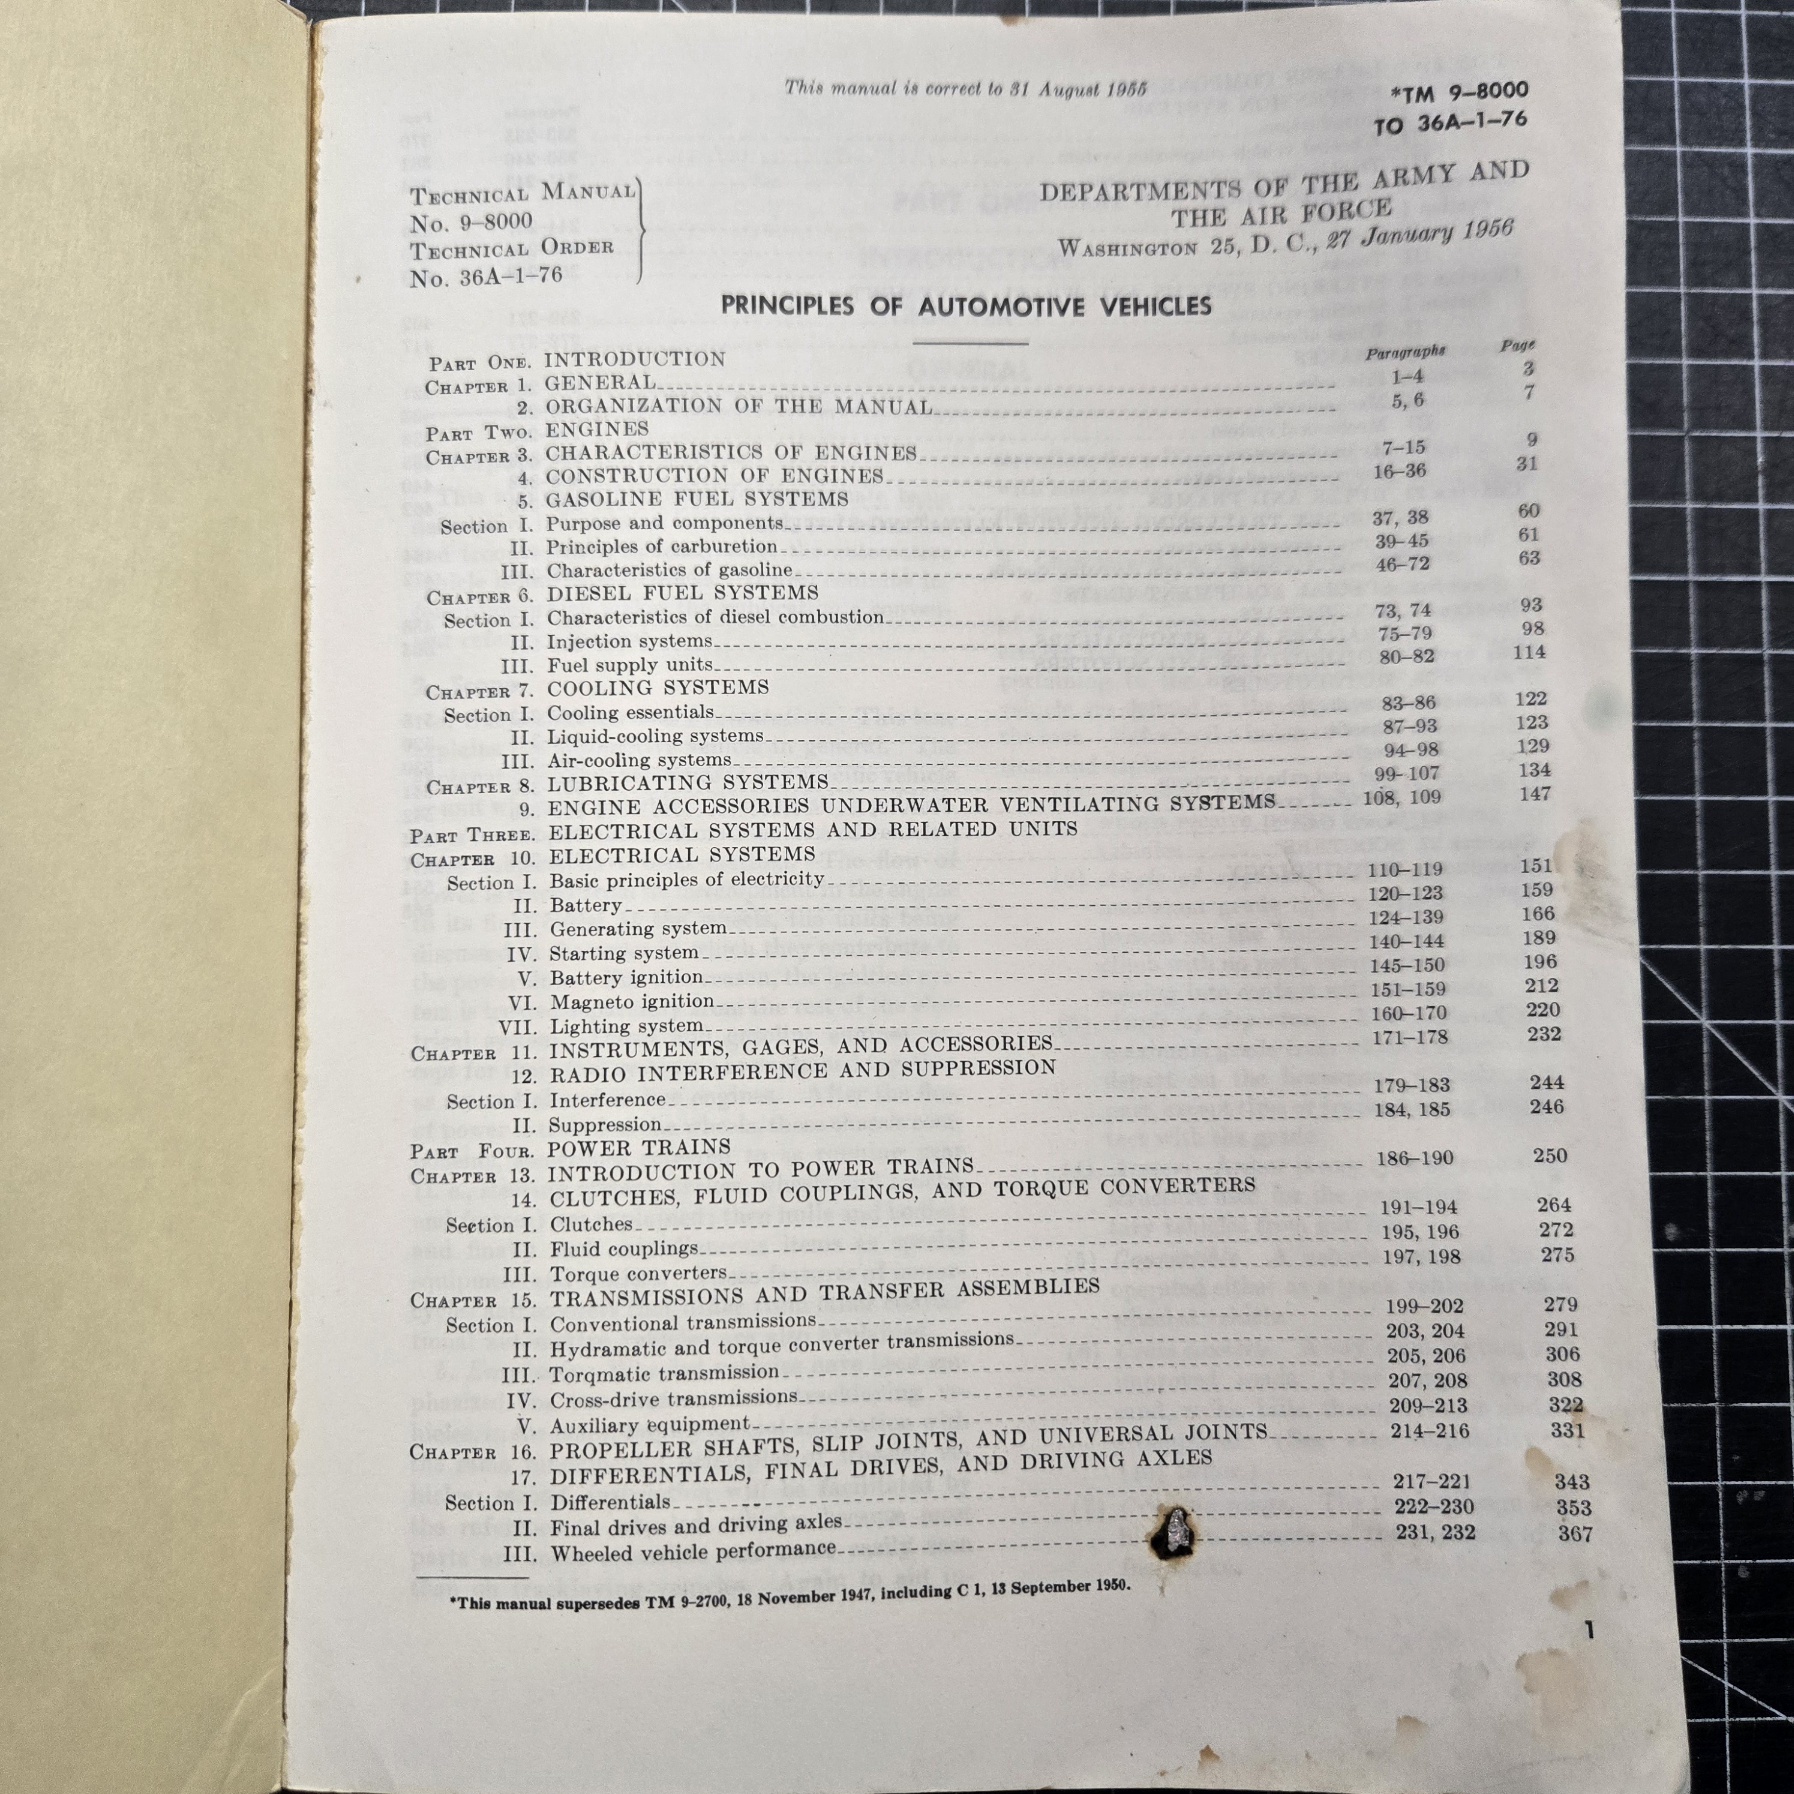 This manual is correct to 31 August 1955
*TM 9–8000
TO 36A–1–76
TECHNICAL MANUAL
No. 9–8000
TECHNICAL ORDER
No. 36A–1–76
DEPARTMENTS OF THE ARMY AND
THE AIR FORCE
WASHINGTON 25, D. C., 27 January 1956
PRINCIPLES OF AUTOMOTIVE VEHICLES
Paragraphs Page
PART ONE. INTRODUCTION
CHAPTER 1. GENERAL 1–4 3
2. ORGANIZATION OF THE MANUAL 5, 6 7
PART TWO. ENGINES
CHAPTER 3. CHARACTERISTICS OF ENGINES 7–15 9
4. CONSTRUCTION OF ENGINES 16–36 31
5. GASOLINE FUEL SYSTEMS
Section I. Purpose and components 37, 38 60
II. Principles of carburetion 39–45 61
III. Characteristics of gasoline 46–72 63
CHAPTER 6. DIESEL FUEL SYSTEMS
Section I. Characteristics of diesel combustion 73, 74 93
II. Injection systems 75–79 98
III. Fuel supply units 80–82 114
CHAPTER 7. COOLING SYSTEMS
Section I. Cooling essentials 83–86 122
II. Liquid-cooling systems 87–93 123
III. Air-cooling systems 94–98 129
CHAPTER 8. LUBRICATING SYSTEMS 99–107 134
9. ENGINE ACCESSORIES UNDERWATER VENTILATING SYSTEMS 108, 109 147
PART THREE. ELECTRICAL SYSTEMS AND RELATED UNITS
CHAPTER 10. ELECTRICAL SYSTEMS
Section I. Basic principles of electricity 110–119 151
II. Battery 120–123 159
III. Generating system 124–139 166
IV. Starting system 140–144 189
V. Battery ignition 145–150 196
VI. Magneto ignition 151–159 212
VII. Lighting system 160–170 220
CHAPTER 11. INSTRUMENTS, GAGES, AND ACCESSORIES 171–178 232
12. RADIO INTERFERENCE AND SUPPRESSION
Section I. Interference 179–183 244
II. Suppression 184, 185 246
PART FOUR. POWER TRAINS
CHAPTER 13. INTRODUCTION TO POWER TRAINS 186–190 250
14. CLUTCHES, FLUID COUPLINGS, AND TORQUE CONVERTERS
Section I. Clutches 191–194 264
II. Fluid couplings 195, 196 272
III. Torque converters 197, 198 275
CHAPTER 15. TRANSMISSIONS AND TRANSFER ASSEMBLIES
Section I. Conventional transmissions 199–202 279
II. Hydramatic and torque converter transmissions 203, 204 291
III. Torqmatic transmission 205, 206 306
IV. Cross-drive transmissions 207, 208 308
V. Auxiliary equipment 209–213 322
CHAPTER 16. PROPELLER SHAFTS, SLIP JOINTS, AND UNIVERSAL JOINTS 214–216 331
17. DIFFERENTIALS, FINAL DRIVES, AND DRIVING AXLES
Section I. Differentials 217–221 343
II. Final drives and driving axles 222–230 353
III. Wheeled vehicle performance 231, 232 367
*This manual supersedes TM 9–2700, 18 November 1947, including C 1, 13 September 1950.
1